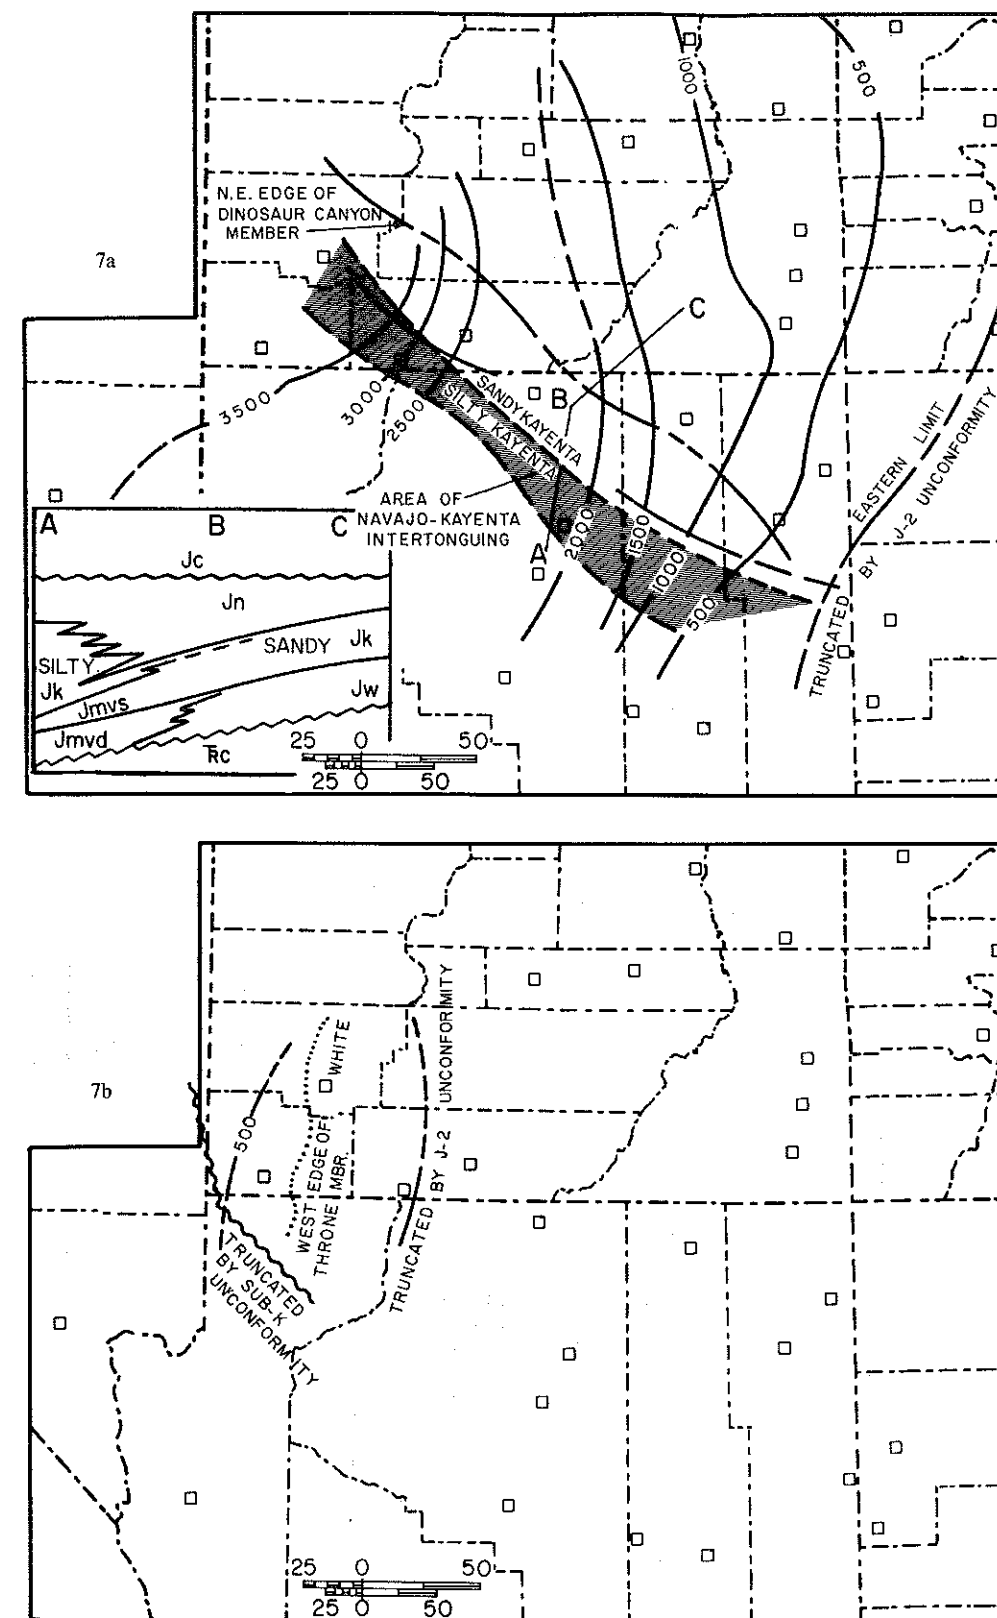 7a
1000
500
N.E. EDGE OF
DINOSAUR CANYON
MEMBER
C
B
A
3500
3000
2500
SANDY KAYENTA
SILTY KAYENTA
AREA OF
NAVAJO-KAYENTA
INTERTONGUING
2000
1500
1000
500
EASTERN LIMIT
TRUNCATED BY J-2 UNCONFORMITY
A B C
Jc
Jn
SANDY Jk
SILTY
Jk
Jmvs
Jw
Jmvd
TRc
25 0 50
25 0 50
7b
500
WHITE
WEST EDGE OF
THRONE MBR.
TRUNCATED BY J-2 UNCONFORMITY
TRUNCATED
BY SUB-K
UNCONFORMITY
25 0 50
25 0 50